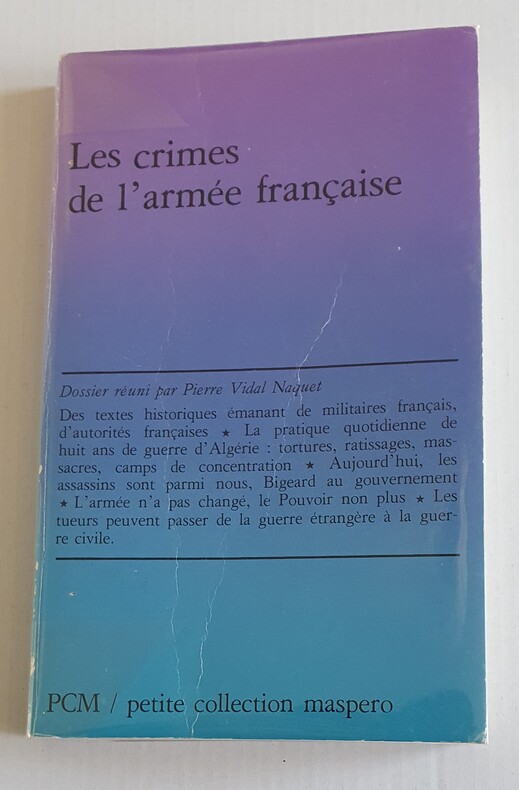 Les crimes
de l'armée française
Dossier réuni par Pierre Vidal Naquet
Des textes historiques émanant de militaires français,
d'autorités françaises ★ La pratique quotidienne de
huit ans de guerre d'Algérie : tortures, ratissages, mas-
sacres, camps de concentration ★ Aujourd'hui, les
assassins sont parmi nous, Bigeard au gouvernement
★ L'armée n'a pas changé, le Pouvoir non plus ★ Les
tueurs peuvent passer de la guerre étrangère à la guer-
re civile.
PCM / petite collection maspero